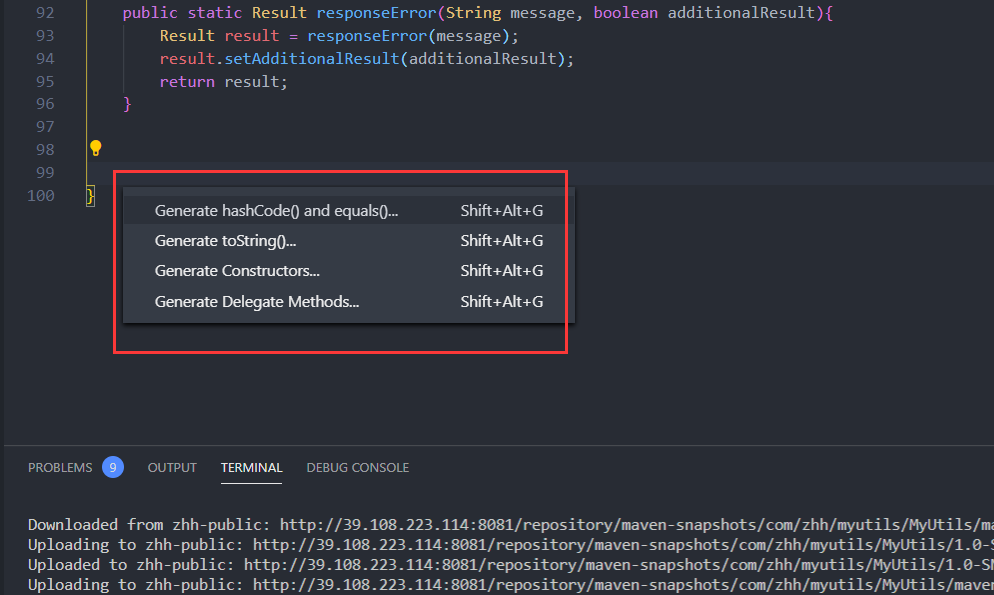 92 public static Result responseError(String message, boolean additionalResult){
93 Result result = responseError(message);
94 result.setAdditionalResult(additionalResult);
95 return result;
96 }
97
98
99
100 }
Generate hashCode() and equals()... Shift+Alt+G
Generate toString()... Shift+Alt+G
Generate Constructors... Shift+Alt+G
Generate Delegate Methods... Shift+Alt+G
PROBLEMS 9 OUTPUT TERMINAL DEBUG CONSOLE
Downloaded from zhh-public: http://39.108.223.114:8081/repository/maven-snapshots/com/zhh/myutils/MyUtils/ma
Uploading to zhh-public: http://39.108.223.114:8081/repository/maven-snapshots/com/zhh/myutils/MyUtils/1.0-S
Uploaded to zhh-public: http://39.108.223.114:8081/repository/maven-snapshots/com/zhh/myutils/MyUtils/1.0-SN
Uploading to zhh-public: http://39.108.223.114:8081/repository/maven-snapshots/com/zhh/myutils/MyUtils/maven